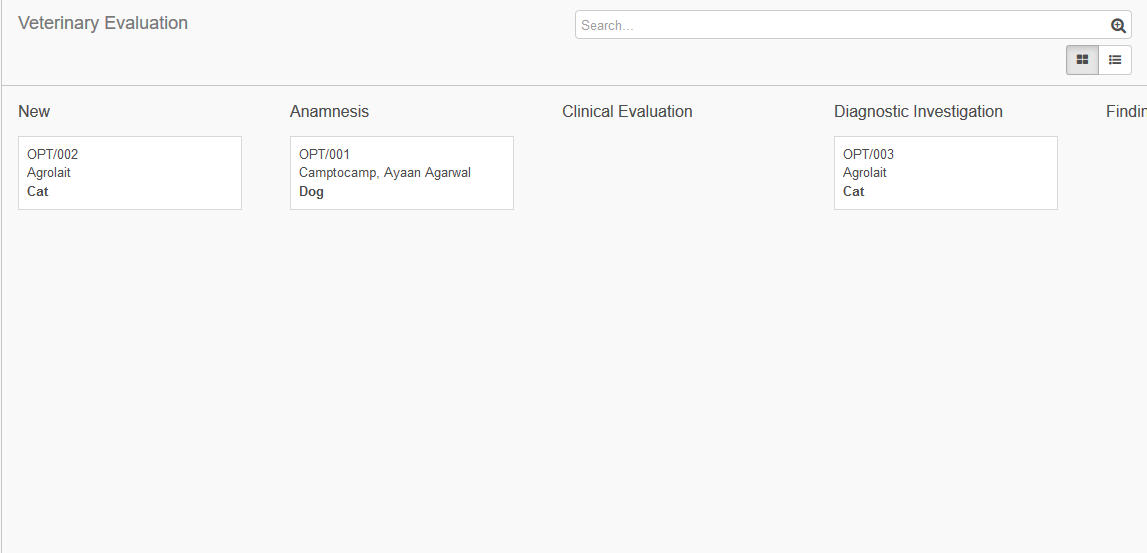 Veterinary Evaluation
Search...
New
Anamnesis
Clinical Evaluation
Diagnostic Investigation
OPT/002
Agrolait
Cat
OPT/001
Camptocamp, Ayaan Agarwal
Dog
OPT/003
Agrolait
Cat